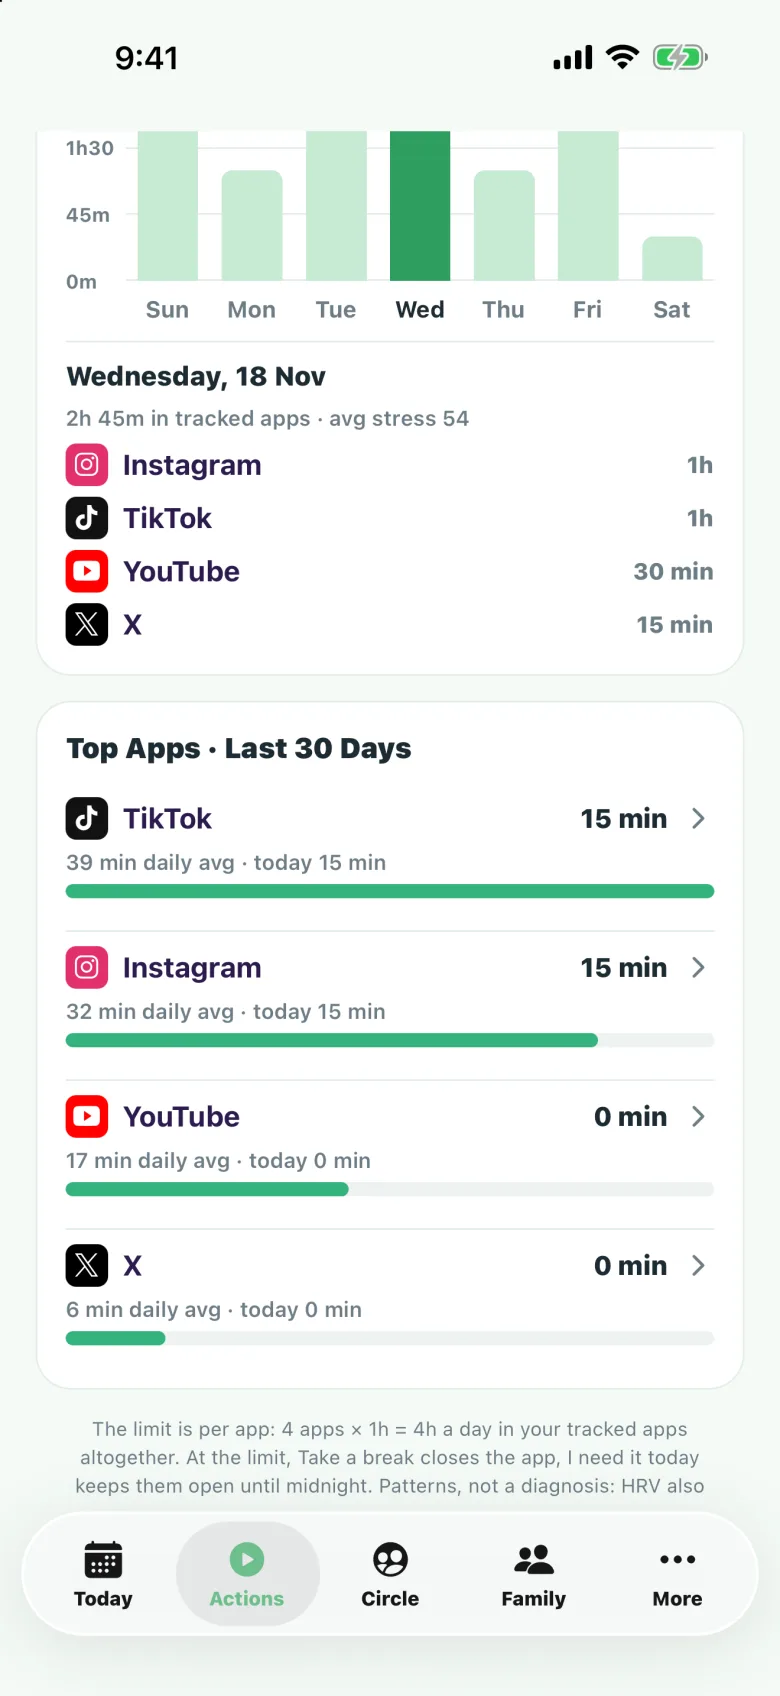 9:41
1h30
45m
0m
Sun Mon Tue Wed Thu Fri Sat
Wednesday, 18 Nov
2h 45m in tracked apps · avg stress 54
Instagram 1h
TikTok 1h
YouTube 30 min
X 15 min
Top Apps · Last 30 Days
TikTok 15 min
39 min daily avg · today 15 min
Instagram 15 min
32 min daily avg · today 15 min
YouTube 0 min
17 min daily avg · today 0 min
X 0 min
6 min daily avg · today 0 min
The limit is per app: 4 apps × 1h = 4h a day in your tracked apps
altogether. At the limit, Take a break closes the app, I need it today
keeps them open until midnight. Patterns, not a diagnosis: HRV also
Today Actions Circle Family More